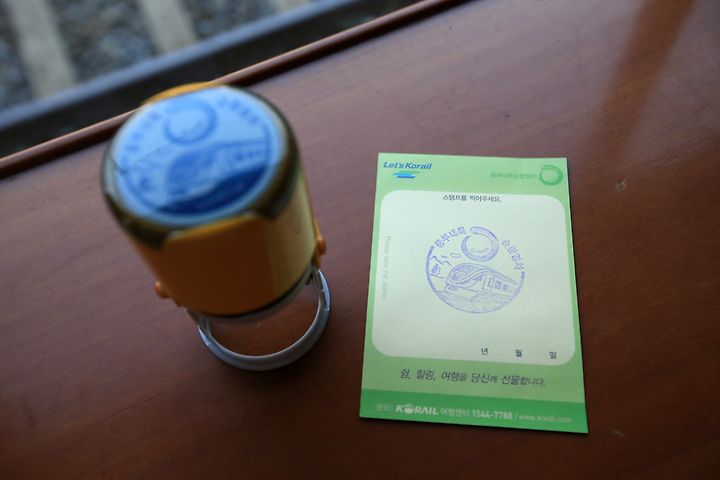 Let's Korail
중부내륙순환열차
스탬프를 찍어주세요.
중부내륙 순환열차
O-train
Please take the stamp
년 월 일
쉼, 힐링, 여행을 당신께 선물합니다.
문의 KORAIL 여행센터 1544-7788 / www.korail.com